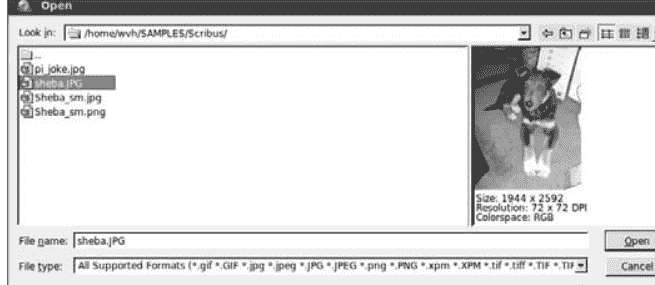 Open
Look in: /home/wvh/SAMPLES/Scribus/
..
pi_joke.jpg
sheba.JPG
Sheba_sm.jpg
Sheba_sm.png
Size: 1944 x 2592
Resolution: 72 x 72 DPI
Colorspace: RGB
File name: sheba.JPG
Open
File type: All Supported Formats (*.gif *.GIF *.jpg *.jpeg *.JPG *.JPEG *.png *.PNG *.xpm *.XPM *.tif *.tiff *.TIF *.TIF
Cancel